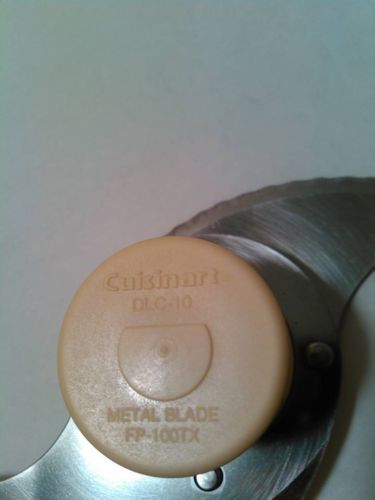 Cuisinart
DLC-10
METAL BLADE
FP-100TX